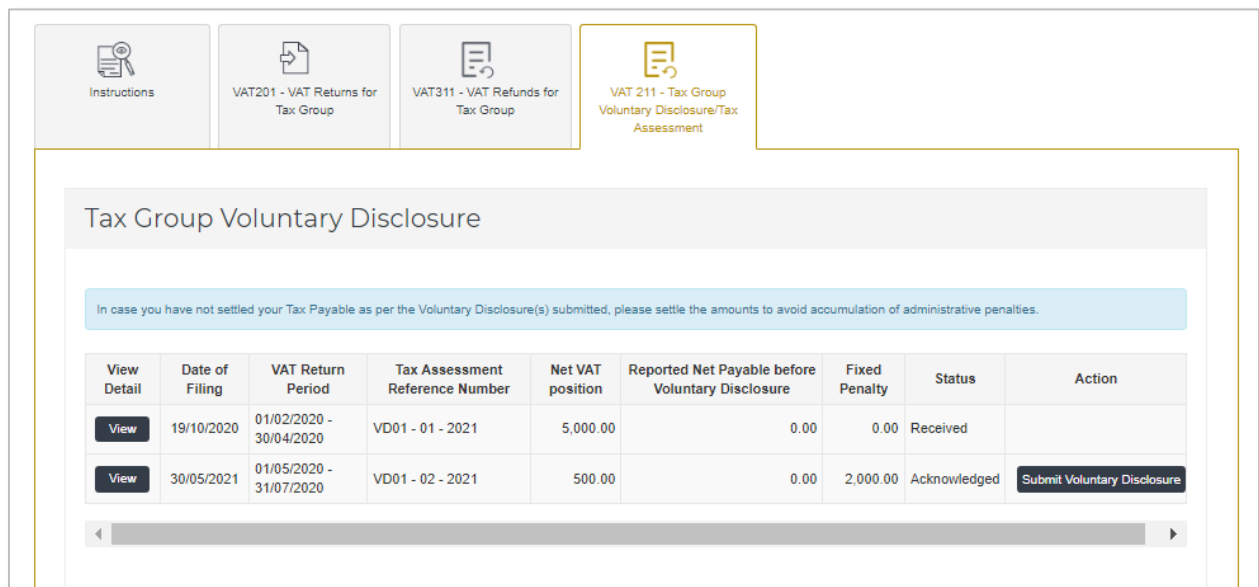 Instructions
VAT201 - VAT Returns for
Tax Group
VAT311 - VAT Refunds for
Tax Group
VAT 211 - Tax Group
Voluntary Disclosure/Tax
Assessment
Tax Group Voluntary Disclosure
In case you have not settled your Tax Payable as per the Voluntary Disclosure(s) submitted, please settle the amounts to avoid accumulation of administrative penalties.
View Detail Date of Filing VAT Return Period Tax Assessment Reference Number Net VAT position Reported Net Payable before Voluntary Disclosure Fixed Penalty Status Action
View 19/10/2020 01/02/2020 - 30/04/2020 VD01 - 01 - 2021 5,000.00 0.00 0.00 Received
View 30/05/2021 01/05/2020 - 31/07/2020 VD01 - 02 - 2021 500.00 0.00 2,000.00 Acknowledged Submit Voluntary Disclosure